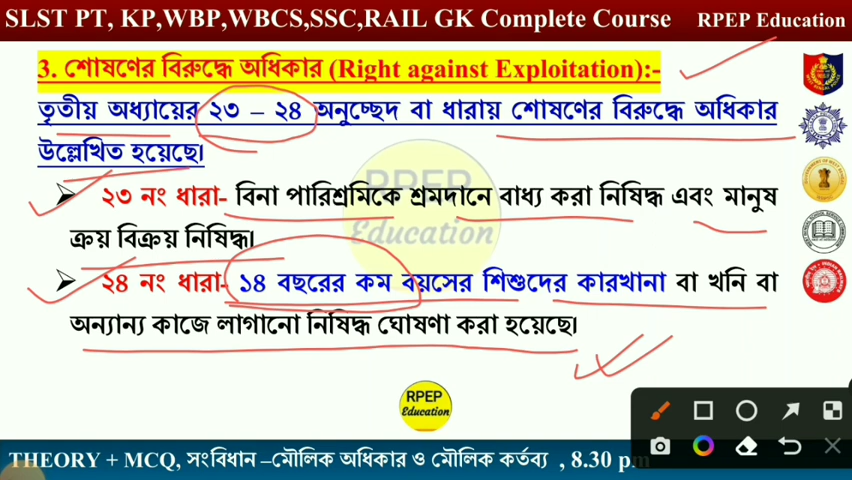 SLST PT, KP,WBP,WBCS,SSC,RAIL GK Complete Course RPEP Education
3. শোষণের বিরুদ্ধে অধিকার (Right against Exploitation):-
তৃতীয় অধ্যায়ের ২৩ – ২৪ অনুচ্ছেদ বা ধারায় শোষণের বিরুদ্ধে অধিকার
উল্লেখিত হয়েছে।
➢ ২৩ নং ধারা- বিনা পারিশ্রমিকে শ্রমদানে বাধ্য করা নিষিদ্ধ এবং মানুষ
ক্রয় বিক্রয় নিষিদ্ধ।
➢ ২৪ নং ধারা- ১৪ বছরের কম বয়সের শিশুদের কারখানা বা খনি বা
অন্যান্য কাজে লাগানো নিষিদ্ধ ঘোষণা করা হয়েছে।
RPEP
Education
RPEP
Education
THEORY + MCQ, সংবিধান –মৌলিক অধিকার ও মৌলিক কর্তব্য , 8.30 pm